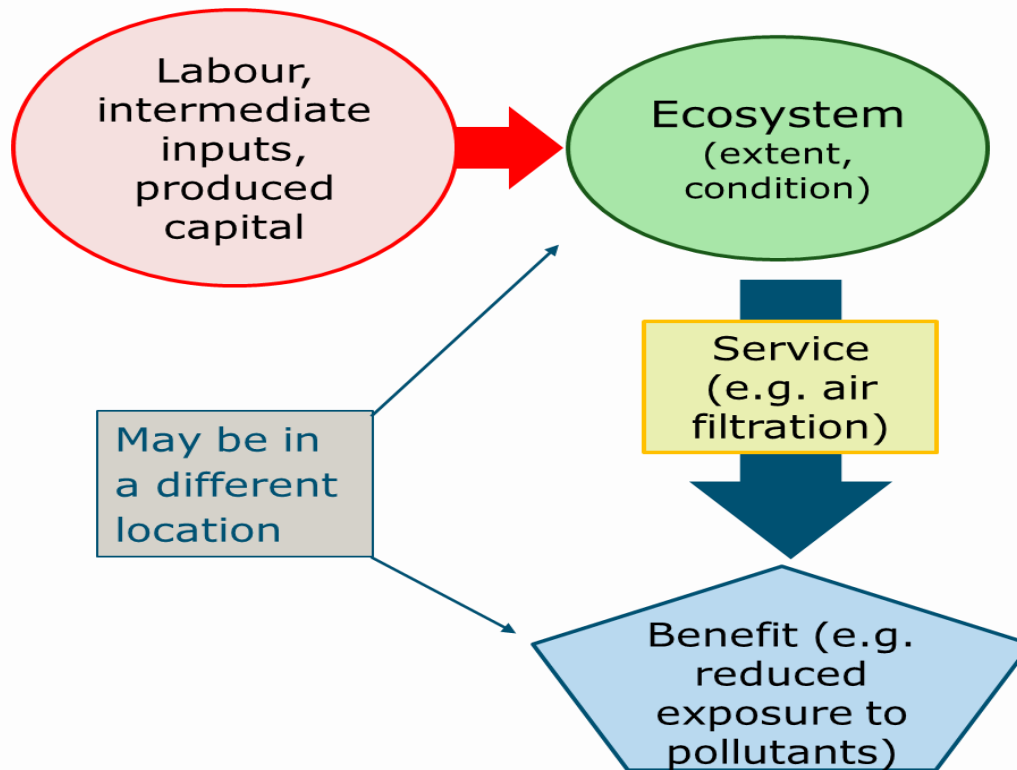 Labour,
intermediate
inputs,
produced
capital
Ecosystem
(extent,
condition)
Service
(e.g. air
filtration)
May be in
a different
location
Benefit (e.g.
reduced
exposure to
pollutants)